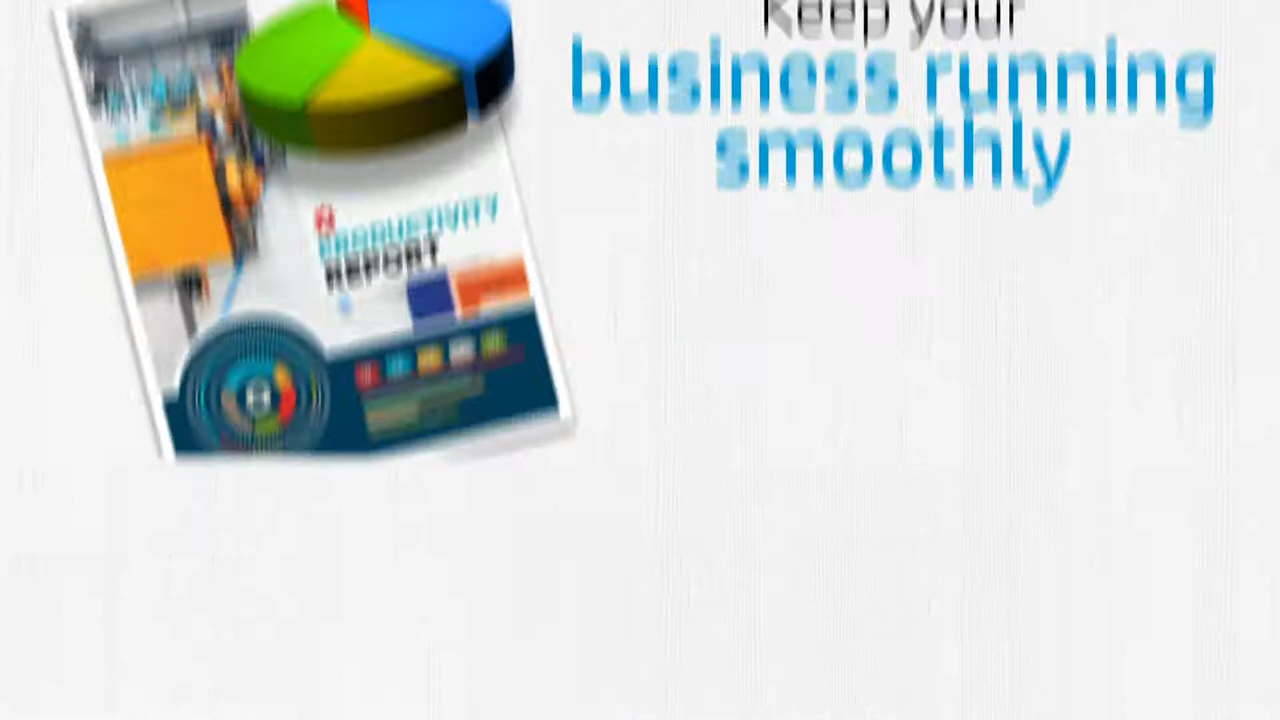 Keep your
business running
smoothly
PRODUCTIVITY
REPORT